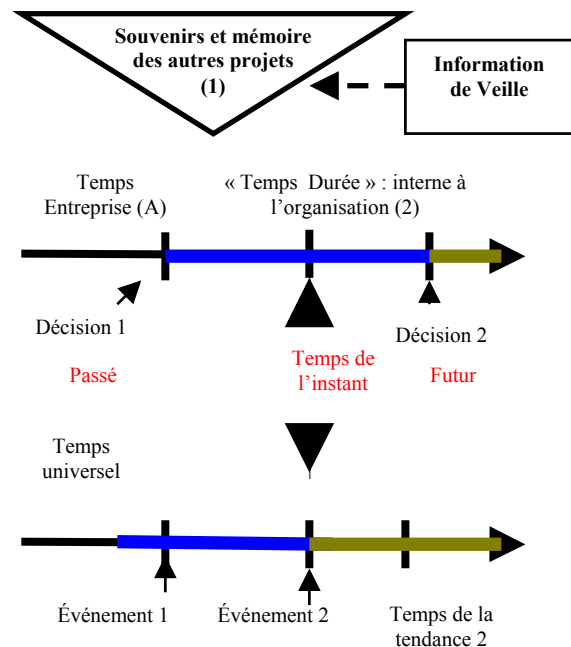 Souvenirs et mémoire
des autres projets
(1)
Information
de Veille
Temps
Entreprise (A)
« Temps Durée » : interne à
l'organisation (2)
Décision 1
Décision 2
Passé
Temps de
l'instant
Futur
Temps
universel
Événement 1
Événement 2
Temps de la
tendance 2